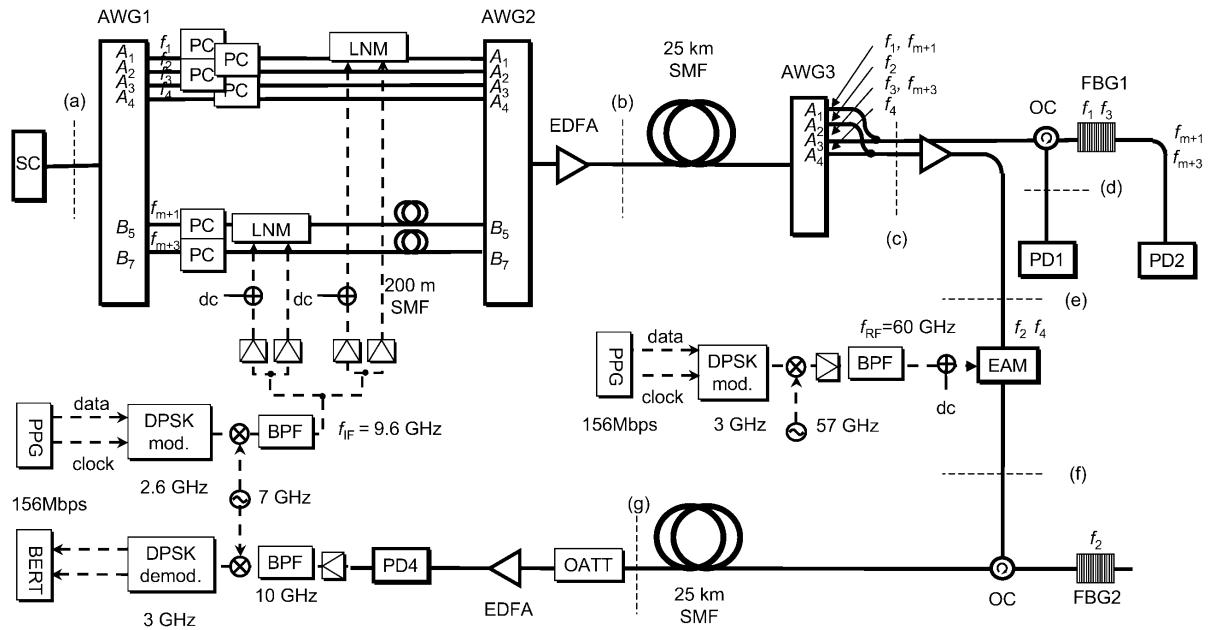 AWG1
AWG2
SC
(a)
A1
A2
A3
A4
f1
f2
f3
f4
PC
PC
PC
PC
LNM
A1
A2
A3
A4
B5
B7
fm+1
fm+3
PC
PC
LNM
B5
B7
200 m
SMF
dc
dc
EDFA
(b)
25 km
SMF
AWG3
f1, fm+1
f2
f3, fm+3
f4
A1
A2
A3
A4
(c)
OC
FBG1
f1 f3
fm+1
fm+3
(d)
PD1
PD2
(e)
f2 f4
EAM
fRF=60 GHz
PPG
data
clock
156Mbps
DPSK
mod.
3 GHz
57 GHz
BPF
dc
(f)
PPG
data
clock
DPSK
mod.
2.6 GHz
BPF
fIF = 9.6 GHz
7 GHz
156Mbps
BERT
DPSK
demod.
3 GHz
BPF
10 GHz
PD4
EDFA
OATT
(g)
25 km
SMF
OC
f2
FBG2